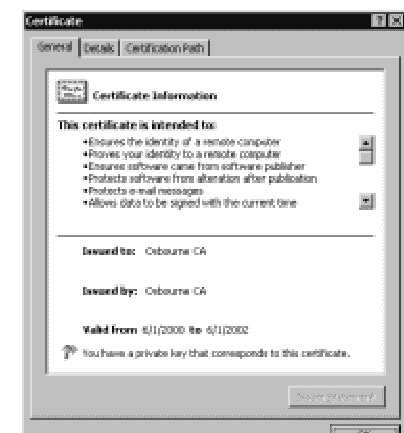 Certificate
General Details Certification Path
Certificate Information
This certificate is intended to:
•Ensures the identity of a remote computer
•Proves your identity to a remote computer
•Ensures software came from software publisher
•Protects software from alteration after publication
•Protects e-mail messages
•Allows data to be signed with the current time
Issued to: Osbourne CA
Issued by: Osbourne CA
Valid from 6/1/2000 to 6/1/2002
You have a private key that corresponds to this certificate.